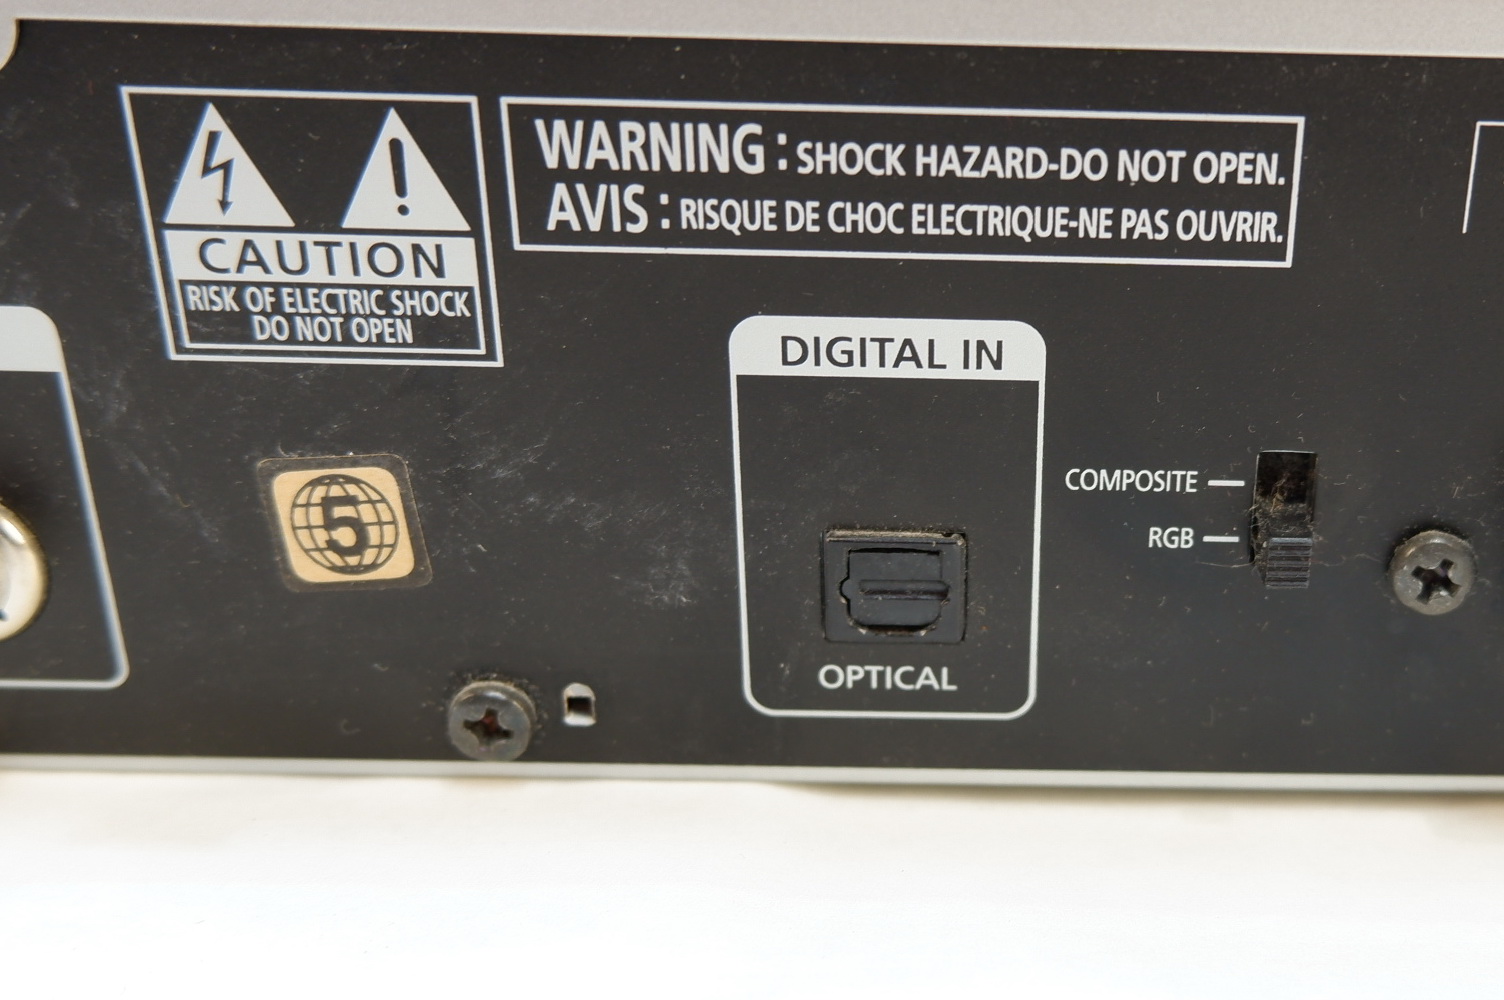 CAUTION
RISK OF ELECTRIC SHOCK
DO NOT OPEN
WARNING : SHOCK HAZARD-DO NOT OPEN.
AVIS : RISQUE DE CHOC ELECTRIQUE-NE PAS OUVRIR.
5
DIGITAL IN
OPTICAL
COMPOSITE
RGB